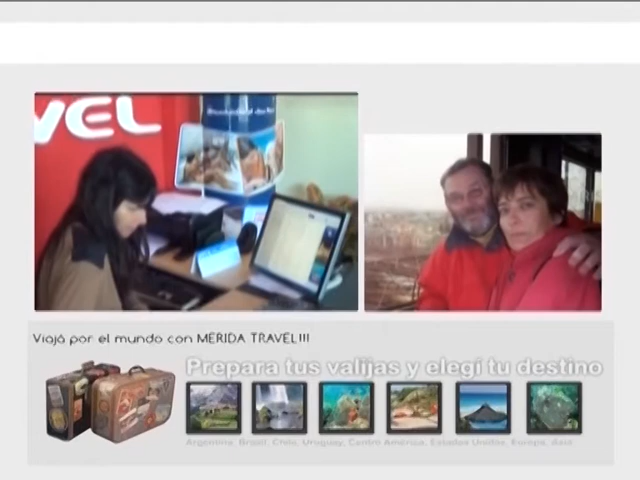 VEL
Viajá por el mundo con MERIDA TRAVEL!!!
Prepara tus valijas y elegí tu destino
Argentina, Brazil, Chile, Uruguay, Centro América, Estados Unidos, Europa, Asia